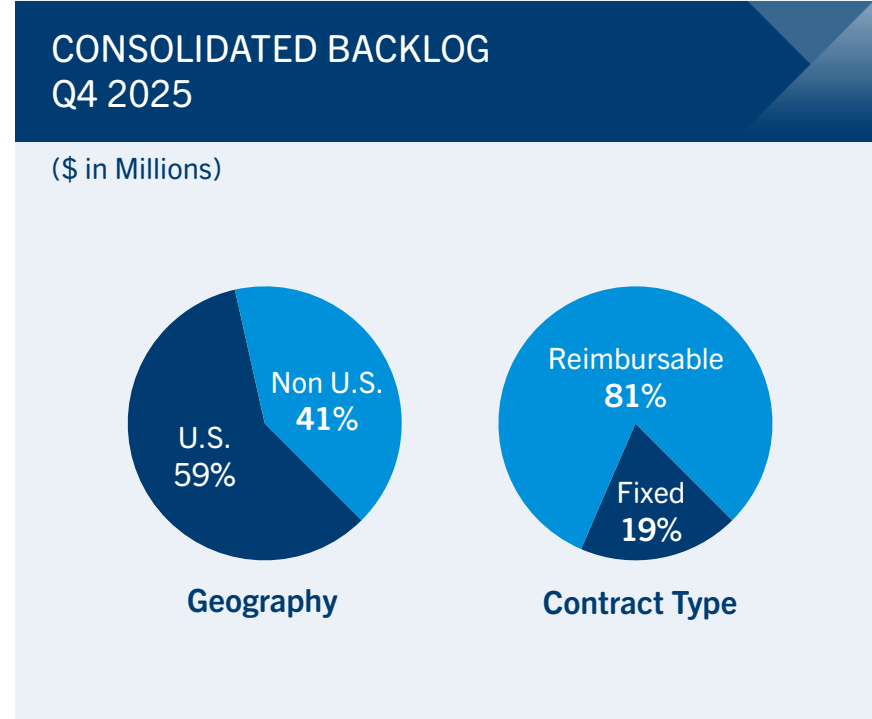 CONSOLIDATED BACKLOG
Q4 2025
($ in Millions)
Non U.S.
41%
U.S.
59%
Geography
Reimbursable
81%
Fixed
19%
Contract Type